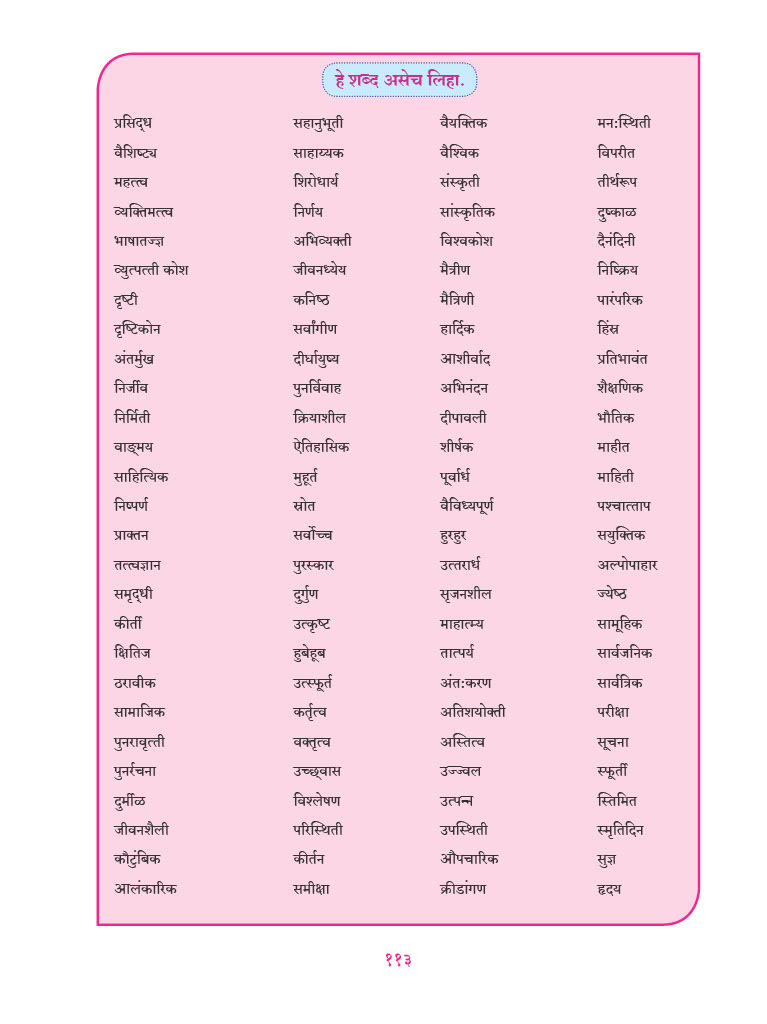 हे शब्द असेच लिहा.
प्रसिद्ध सहानुभूती वैयक्तिक मन:स्थिती
वैशिष्ट्य साहाय्यक वैश्विक विपरीत
महत्त्व शिरोधार्य संस्कृती तीर्थरूप
व्यक्तिमत्त्व निर्णय सांस्कृतिक दुष्काळ
भाषातज्ज्ञ अभिव्यक्ती विश्वकोश दैनंदिनी
व्युत्पत्ती कोश जीवनध्येय मैत्रीण निष्क्रिय
दृष्टी कनिष्ठ मैत्रिणी पारंपरिक
दृष्टिकोन सर्वांगीण हार्दिक हिंस्र
अंतर्मुख दीर्घायुष्य आशीर्वाद प्रतिभावंत
निर्जीव पुनर्विवाह अभिनंदन शैक्षणिक
निर्मिती क्रियाशील दीपावली भौतिक
वाङ्मय ऐतिहासिक शीर्षक माहीत
साहित्यिक मुहूर्त पूर्वार्ध माहिती
निष्पर्ण स्रोत वैविध्यपूर्ण पश्चात्ताप
प्राक्तन सर्वोच्च हुरहुर सयुक्तिक
तत्त्वज्ञान पुरस्कार उत्तरार्ध अल्पोपाहार
समृद्धी दुर्गुण सृजनशील ज्येष्ठ
कीर्ती उत्कृष्ट माहात्म्य सामूहिक
क्षितिज हुबेहूब तात्पर्य सार्वजनिक
ठरावीक उत्स्फूर्त अंत:करण सार्वत्रिक
सामाजिक कर्तृत्व अतिशयोक्ती परीक्षा
पुनरावृत्ती वक्तृत्व अस्तित्व सूचना
पुनर्रचना उच्छ्वास उज्ज्वल स्फूर्ती
दुर्मीळ विश्लेषण उत्पन्न स्तिमित
जीवनशैली परिस्थिती उपस्थिती स्मृतिदिन
कौटुंबिक कीर्तन औपचारिक सुज्ञ
आलंकारिक समीक्षा क्रीडांगण हृदय
११३